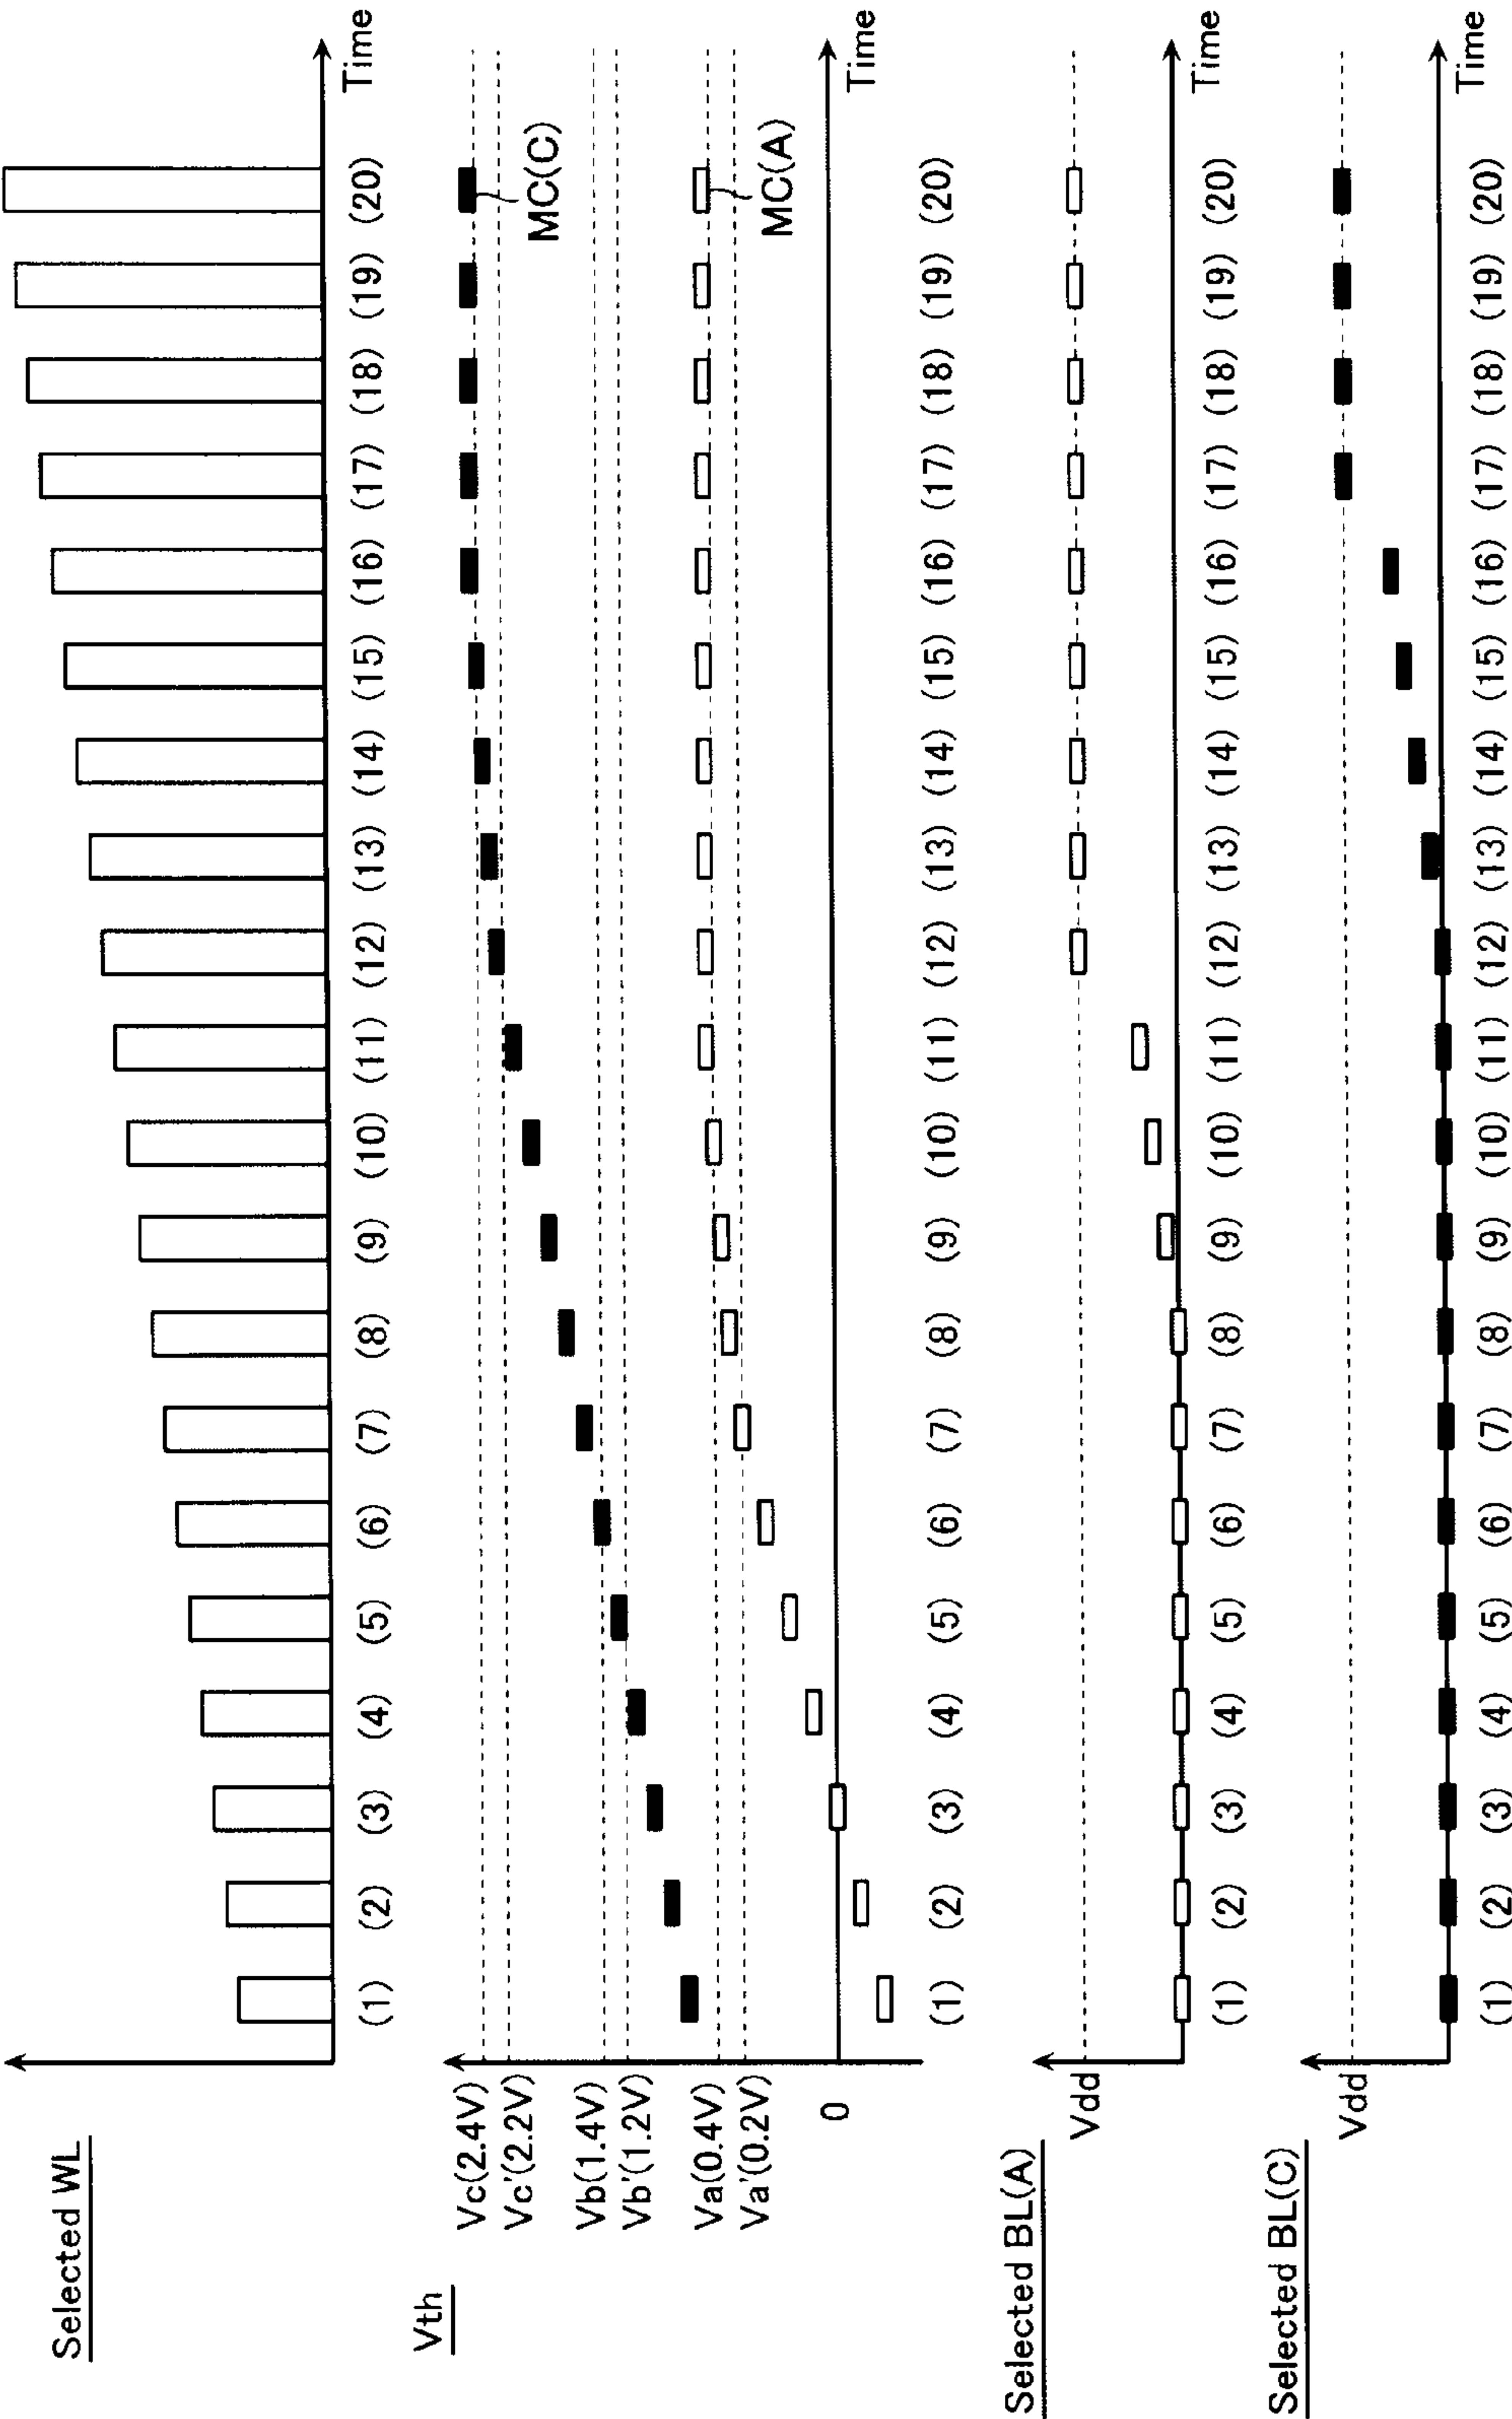 Selected WL
Time
(1) (2) (3) (4) (5) (6) (7) (8) (9) (10) (11) (12) (13) (14) (15) (16) (17) (18) (19) (20)
Vth
Vc(2.4V)
Vc'(2.2V)
Vb(1.4V)
Vb'(1.2V)
Va(0.4V)
Va'(0.2V)
0
MC(C)
MC(A)
Time
(1) (2) (3) (4) (5) (6) (7) (8) (9) (10) (11) (12) (13) (14) (15) (16) (17) (18) (19) (20)
Selected BL(A)
Vdd
Time
(1) (2) (3) (4) (5) (6) (7) (8) (9) (10) (11) (12) (13) (14) (15) (16) (17) (18) (19) (20)
Selected BL(C)
Vdd
Time
(1) (2) (3) (4) (5) (6) (7) (8) (9) (10) (11) (12) (13) (14) (15) (16) (17) (18) (19) (20)